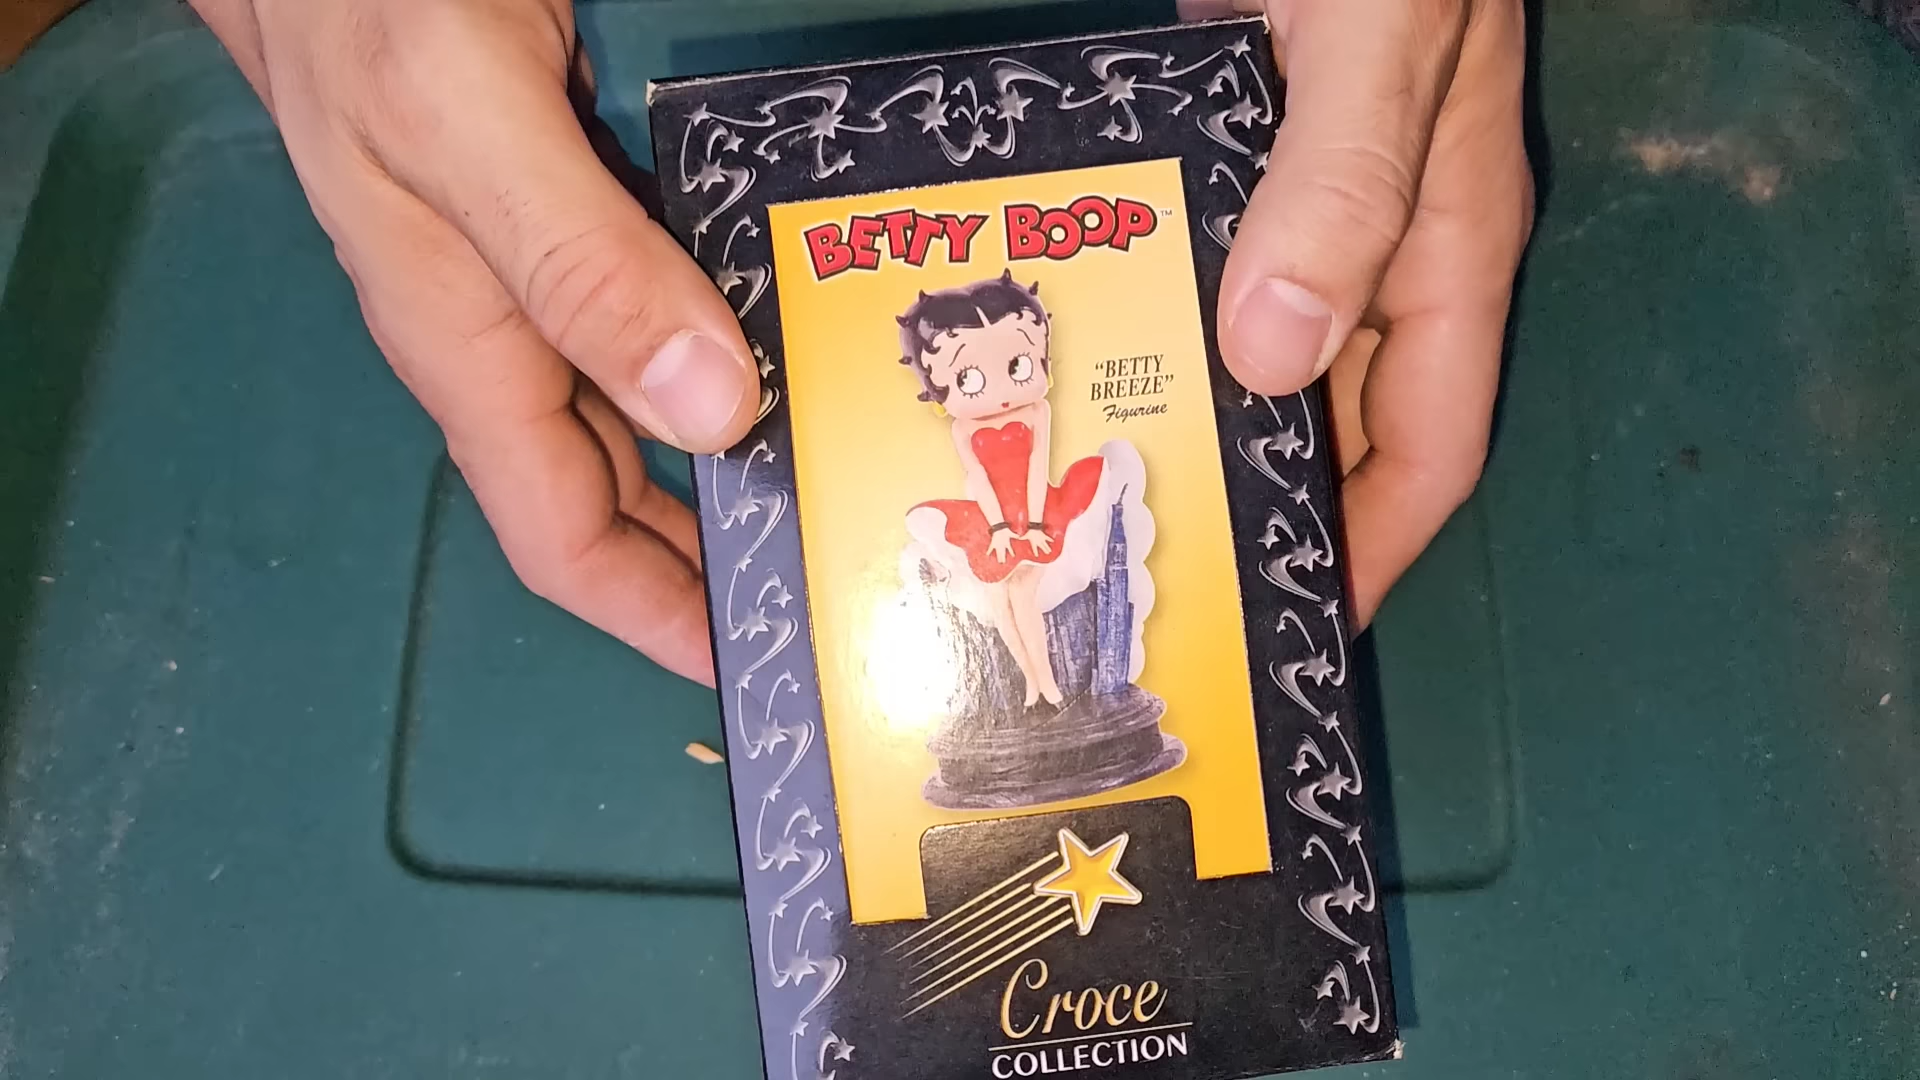 BETTY BOOP™
"BETTY
BREEZE"
Figurine
Croce
COLLECTION